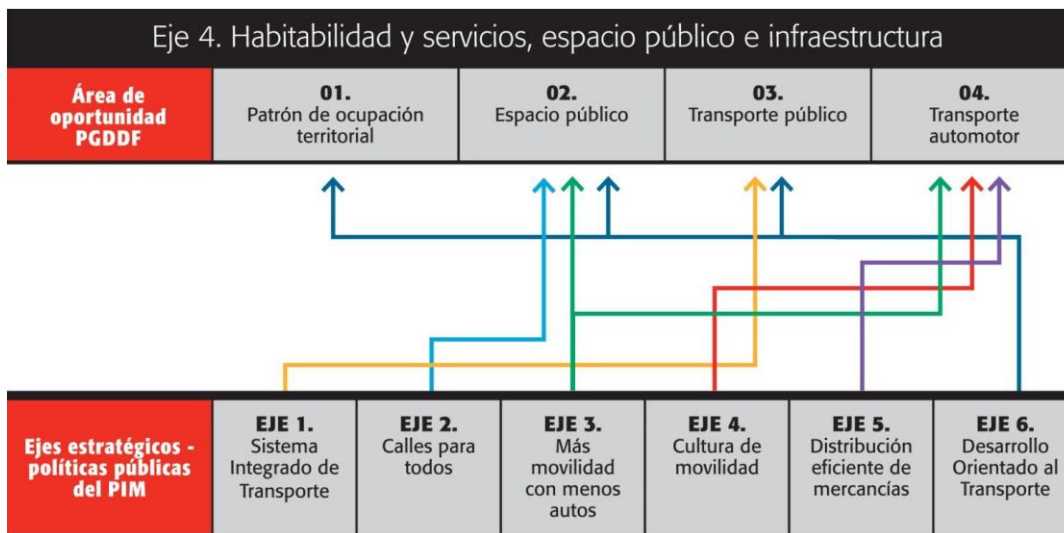 Eje 4. Habitabilidad y servicios, espacio público e infraestructura
Área de
oportunidad
PGDDF
01.
Patrón de ocupación
territorial
02.
Espacio público
03.
Transporte público
04.
Transporte
automotor
Ejes estratégicos -
políticas públicas
del PIM
EJE 1.
Sistema
Integrado de
Transporte
EJE 2.
Calles para
todos
EJE 3.
Más
movilidad
con menos
autos
EJE 4.
Cultura de
movilidad
EJE 5.
Distribución
eficiente de
mercancías
EJE 6.
Desarrollo
Orientado al
Transporte